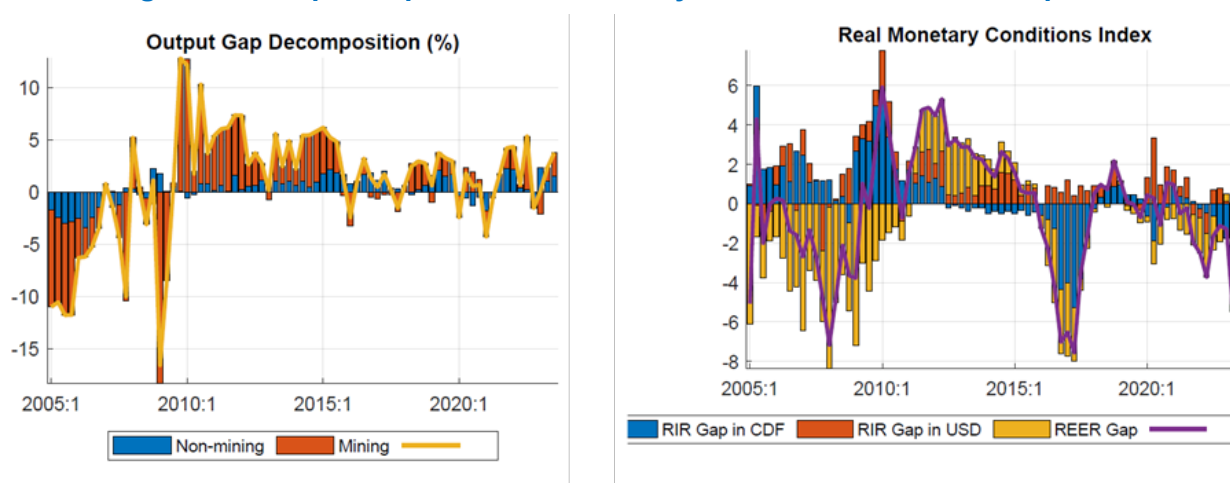 Output Gap Decomposition (%)
10
5
0
-5
-10
-15
2005:1 2010:1 2015:1 2020:1
Non-mining Mining
Real Monetary Conditions Index
6
4
2
0
-2
-4
-6
-8
2005:1 2010:1 2015:1 2020:1
RIR Gap in CDF RIR Gap in USD REER Gap